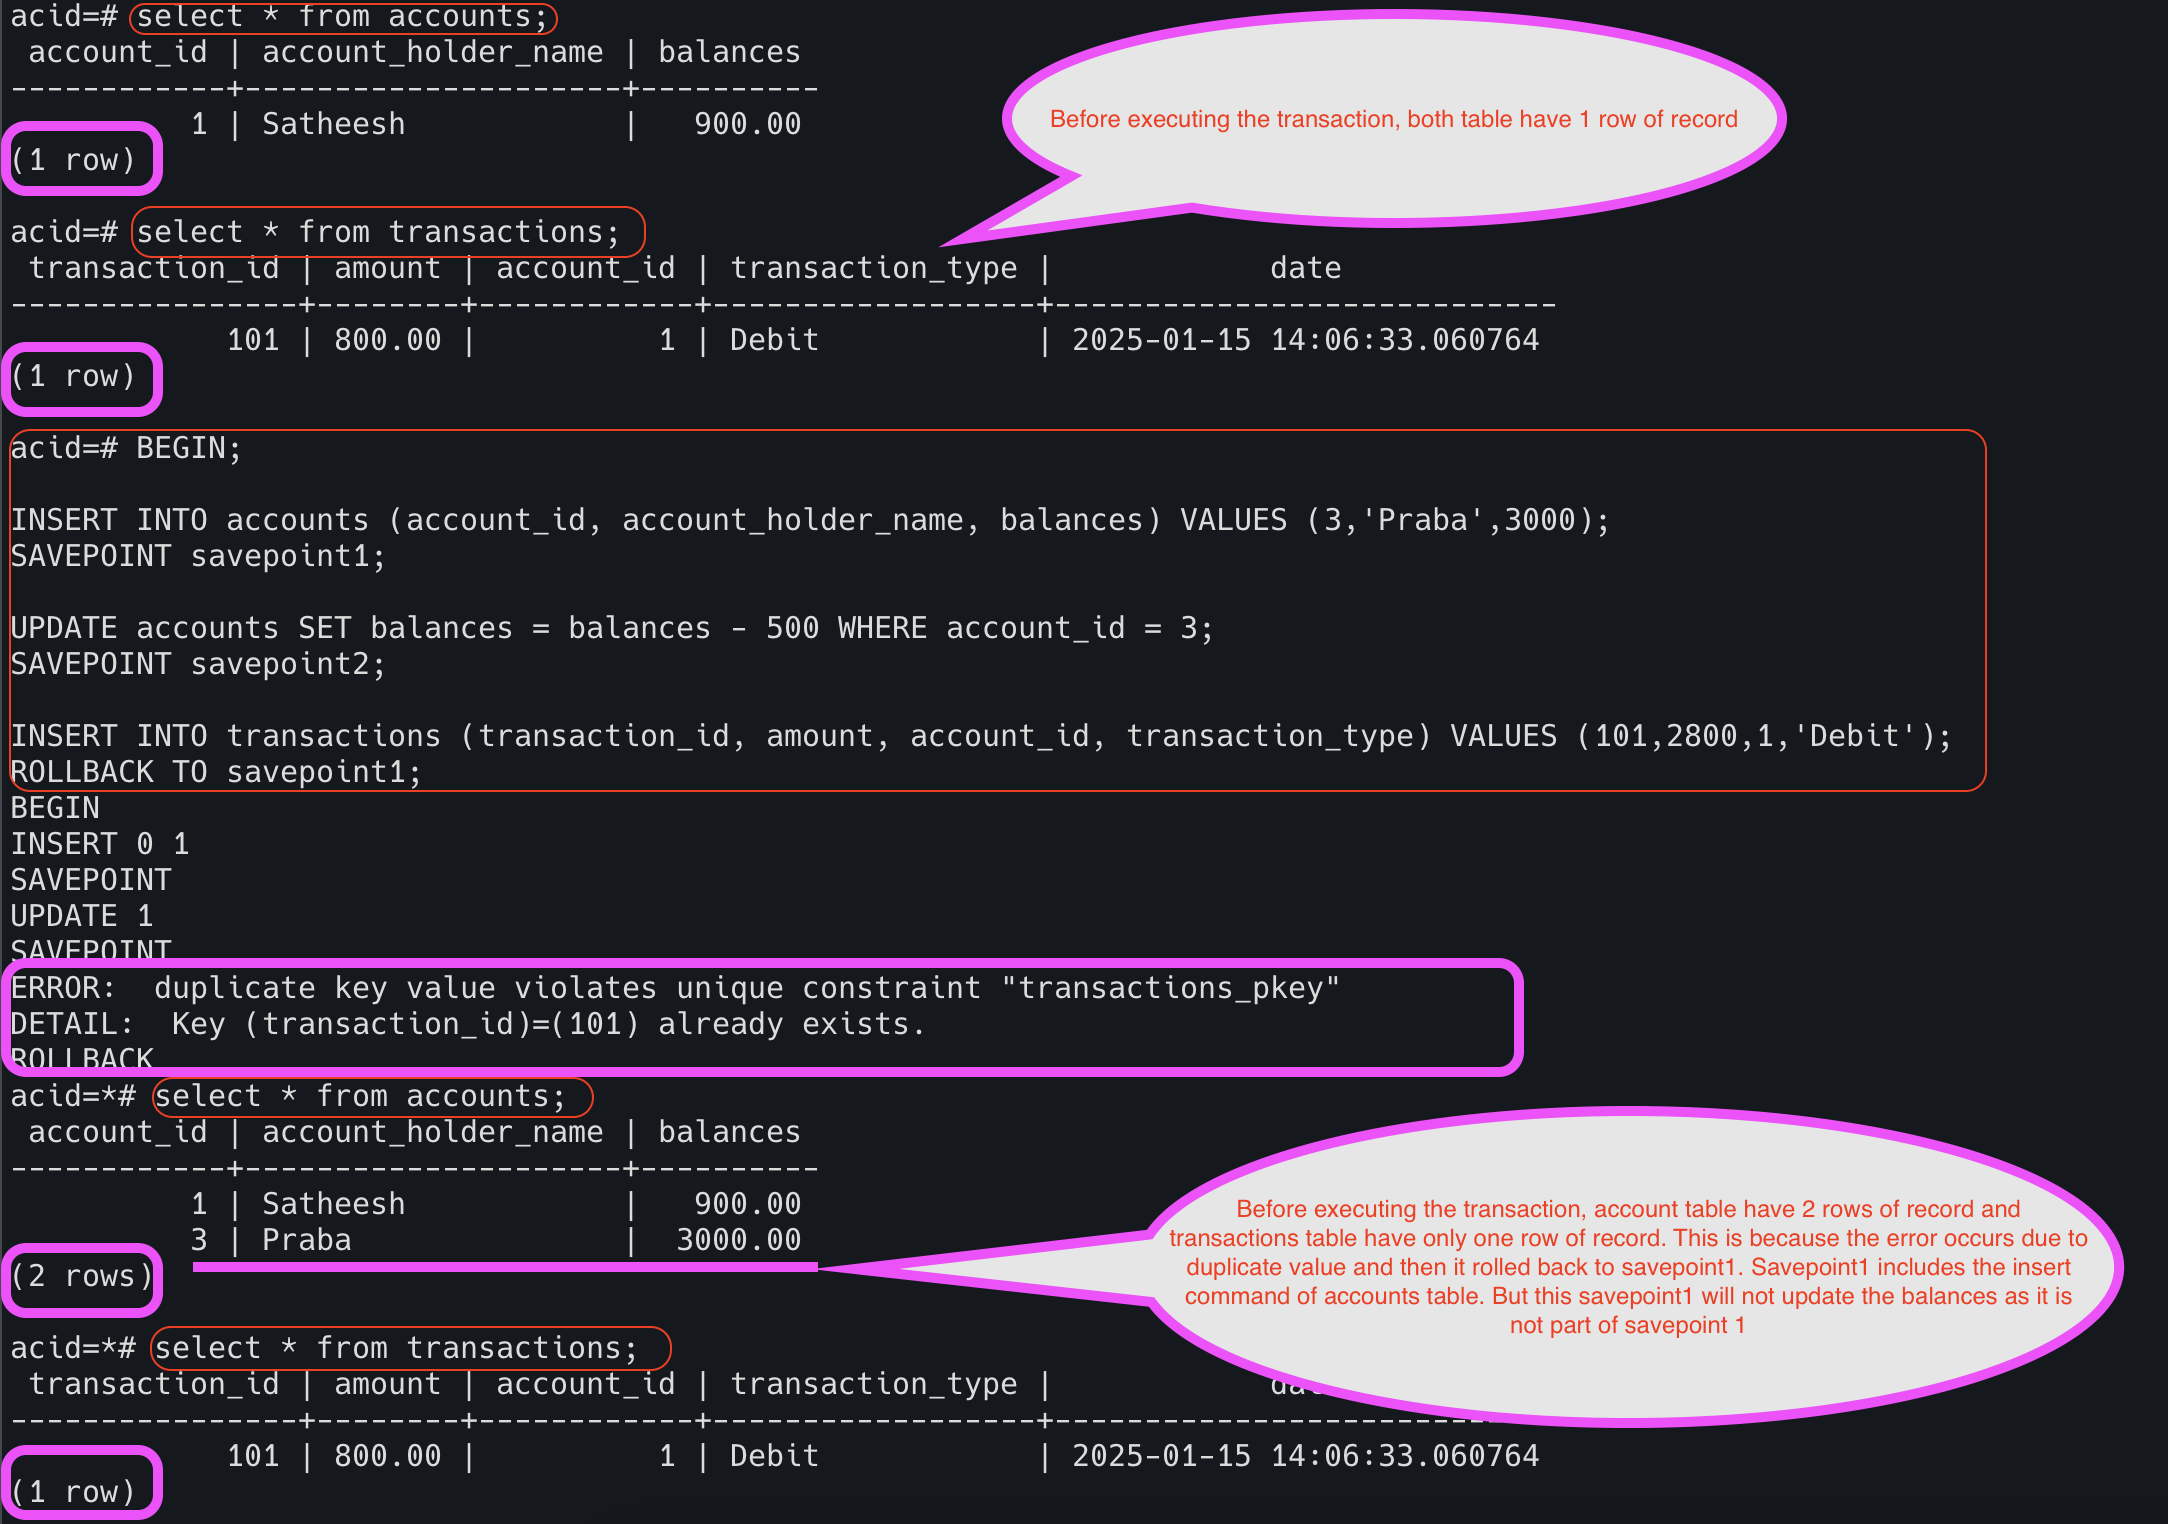 acid=# select * from accounts;
 account_id | account_holder_name | balances
------------+---------------------+----------
          1 | Satheesh            |   900.00
(1 row)
Before executing the transaction, both table have 1 row of record
acid=# select * from transactions;
 transaction_id | amount | account_id | transaction_type |            date
----------------+--------+------------+------------------+----------------------------
            101 | 800.00 |          1 | Debit            | 2025-01-15 14:06:33.060764
(1 row)
acid=# BEGIN;
INSERT INTO accounts (account_id, account_holder_name, balances) VALUES (3,'Praba',3000);
SAVEPOINT savepoint1;
UPDATE accounts SET balances = balances - 500 WHERE account_id = 3;
SAVEPOINT savepoint2;
INSERT INTO transactions (transaction_id, amount, account_id, transaction_type) VALUES (101,2800,1,'Debit');
ROLLBACK TO savepoint1;
BEGIN
INSERT 0 1
SAVEPOINT
UPDATE 1
SAVEPOINT
ERROR:  duplicate key value violates unique constraint "transactions_pkey"
DETAIL:  Key (transaction_id)=(101) already exists.
ROLLBACK
acid=*# select * from accounts;
 account_id | account_holder_name | balances
------------+---------------------+----------
          1 | Satheesh            |   900.00
          3 | Praba               |  3000.00
(2 rows)
Before executing the transaction, account table have 2 rows of record and
transactions table have only one row of record. This is because the error occurs due to
duplicate value and then it rolled back to savepoint1. Savepoint1 includes the insert
command of accounts table. But this savepoint1 will not update the balances as it is
not part of savepoint 1
acid=*# select * from transactions;
 transaction_id | amount | account_id | transaction_type |
----------------+--------+------------+------------------+------------------------
            101 | 800.00 |          1 | Debit            | 2025-01-15 14:06:33.060764
(1 row)